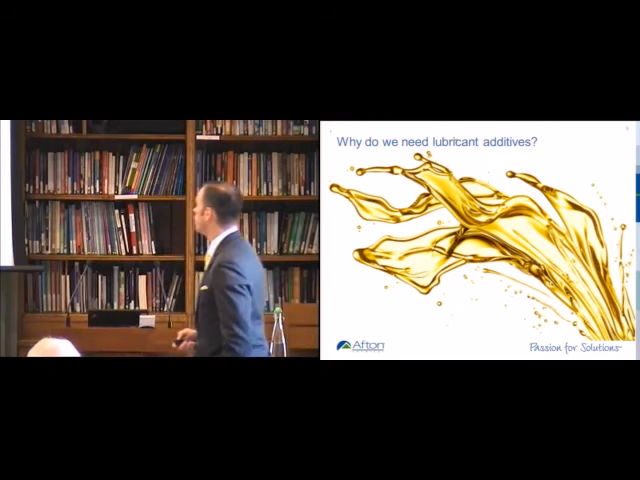 Why do we need lubricant additives?
Afton
Passion for Solutions